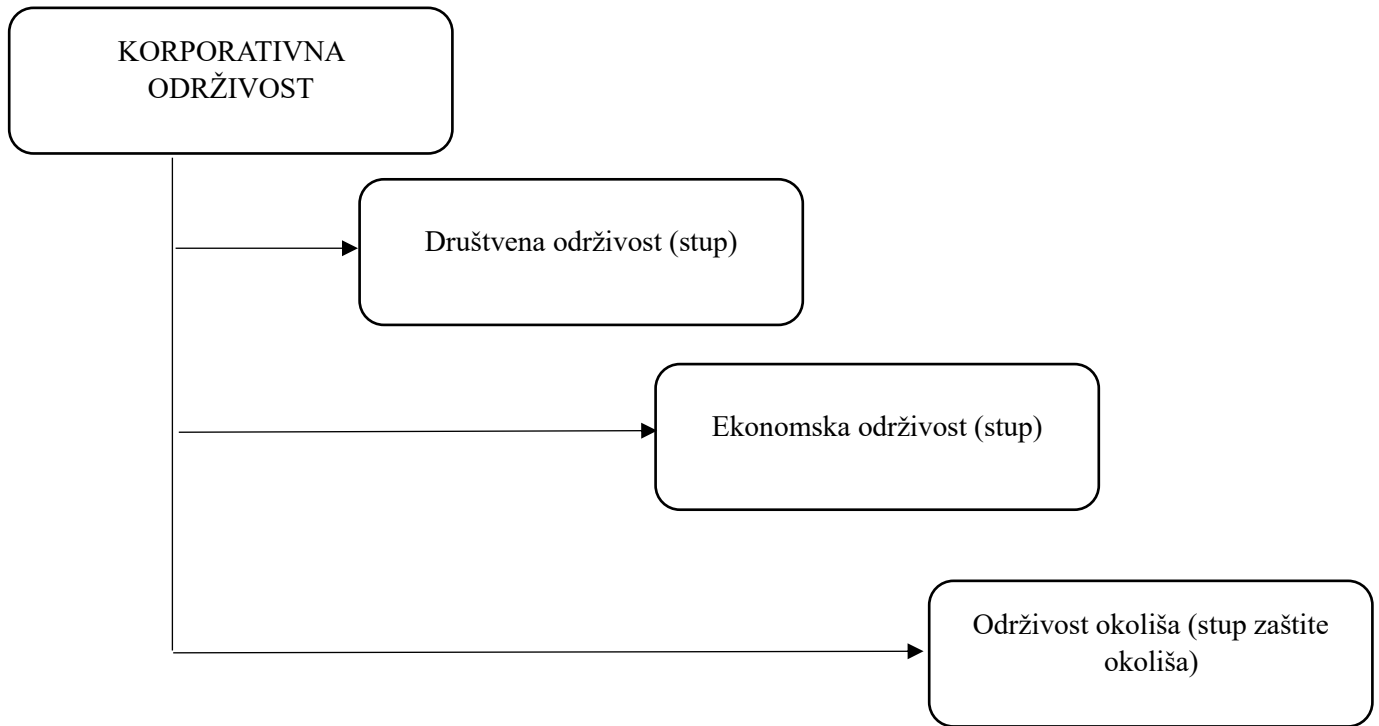 KORPORATIVNA
ODRŽIVOST
Društvena održivost (stup)
Ekonomska održivost (stup)
Održivost okoliša (stup zaštite
okoliša)